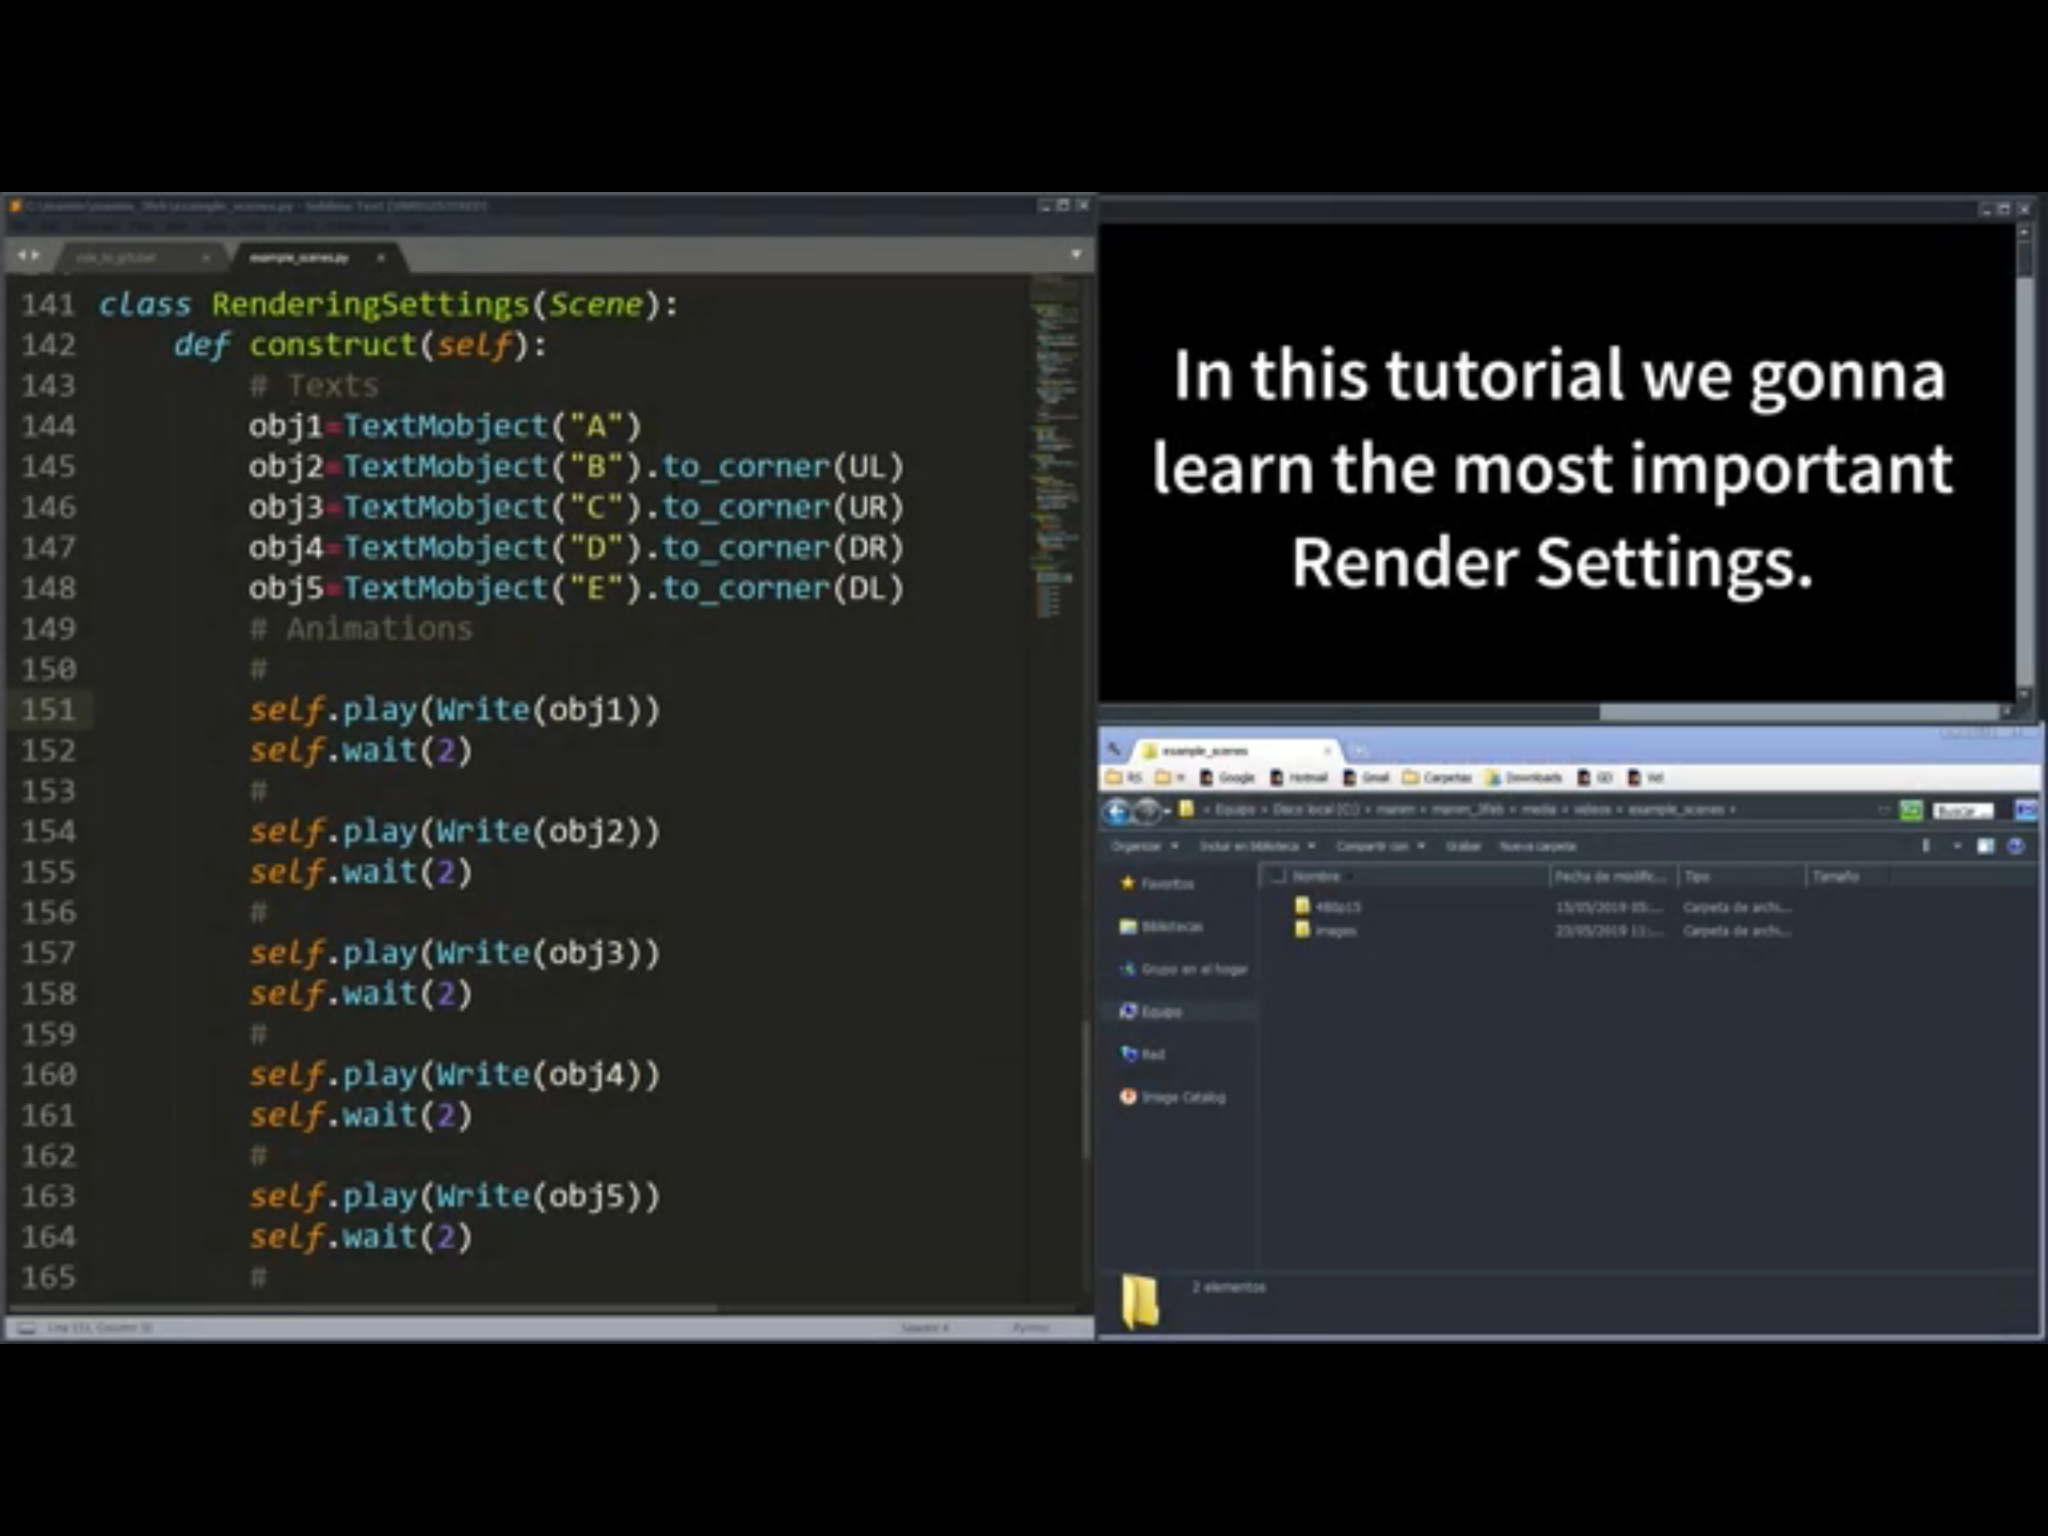 example_scenes.py
141 class RenderingSettings(Scene):
142 def construct(self):
143 # Texts
144 obj1=TextMobject("A")
145 obj2=TextMobject("B").to_corner(UL)
146 obj3=TextMobject("C").to_corner(UR)
147 obj4=TextMobject("D").to_corner(DR)
148 obj5=TextMobject("E").to_corner(DL)
149 # Animations
150 #
151 self.play(Write(obj1))
152 self.wait(2)
153 #
154 self.play(Write(obj2))
155 self.wait(2)
156 #
157 self.play(Write(obj3))
158 self.wait(2)
159 #
160 self.play(Write(obj4))
161 self.wait(2)
162 #
163 self.play(Write(obj5))
164 self.wait(2)
165 #
Python
In this tutorial we gonna
learn the most important
Render Settings.
example_scenes
RS Google Hotmail Gmail Carpetas Downloads GD
Equipo Disco local (C:) manim manim_3feb media videos example_scenes Buscar...
Organizar Incluir en biblioteca Compartir con Grabar Nueva carpeta
Nombre Fecha de modific... Tipo Tamaño
480p15 15/05/2019 Carpeta de archi...
images 23/05/2019 Carpeta de archi...
Favoritos
Bibliotecas
Grupo en el hogar
Equipo
Red
Image Catalog
2 elementos